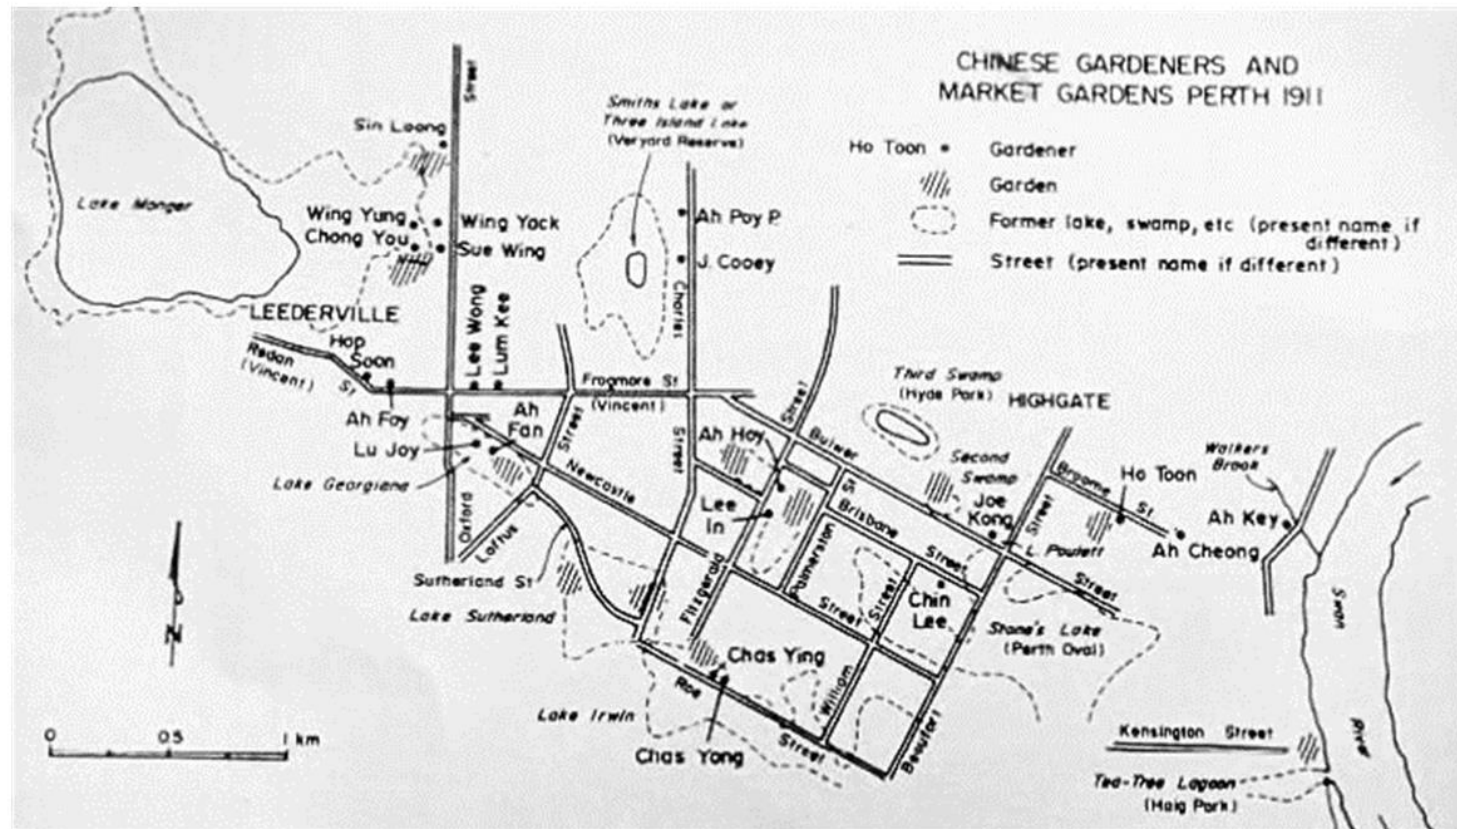 CHINESE GARDENERS AND
MARKET GARDENS PERTH 1911
Ho Toon
Gardener
Garden
Former lake, swamp, etc (present name if
different)
Street (present name if different)
Street
Sin Loong
Smiths Lake or
Three Island Lake
(Veryard Reserve)
Lake Monger
Wing Yung
Wing Yock
Chong You
Sue Wing
Ah Poy P.
J. Cooey
Charles
LEEDERVILLE
Lee Wong
Lum Kee
Hop
Soon
Redan
St
(Vincent)
Frogmore St
(Vincent)
Street
Third Swamp
(Hyde Park)
HIGHGATE
Ah Foy
Ah
Fan
Street
Street
Ah Hoy
Bulwer
Lu Joy
Second
Swamp
Walkers
Brook
Broome
St
Ho Toon
Lake Georgiana
Newcastle
Oxford
Loftus
Lee
In
St
Brisbane
Street
Joe
Kong
Street
Ah Key
L. Poulett
Ah Cheong
Palmerston
Sutherland St
Fitzgerald
Street
Street
Street
Chin
Lee
Lake Sutherland
Stone's Lake
(Perth Oval)
Swan
River
N
Chas Ying
Roe
Street
William
Lake Irwin
Beaufort
Chas Yong
Kensington Street
0
0.5
1 km
Tea-Tree Lagoon
(Haig Park)